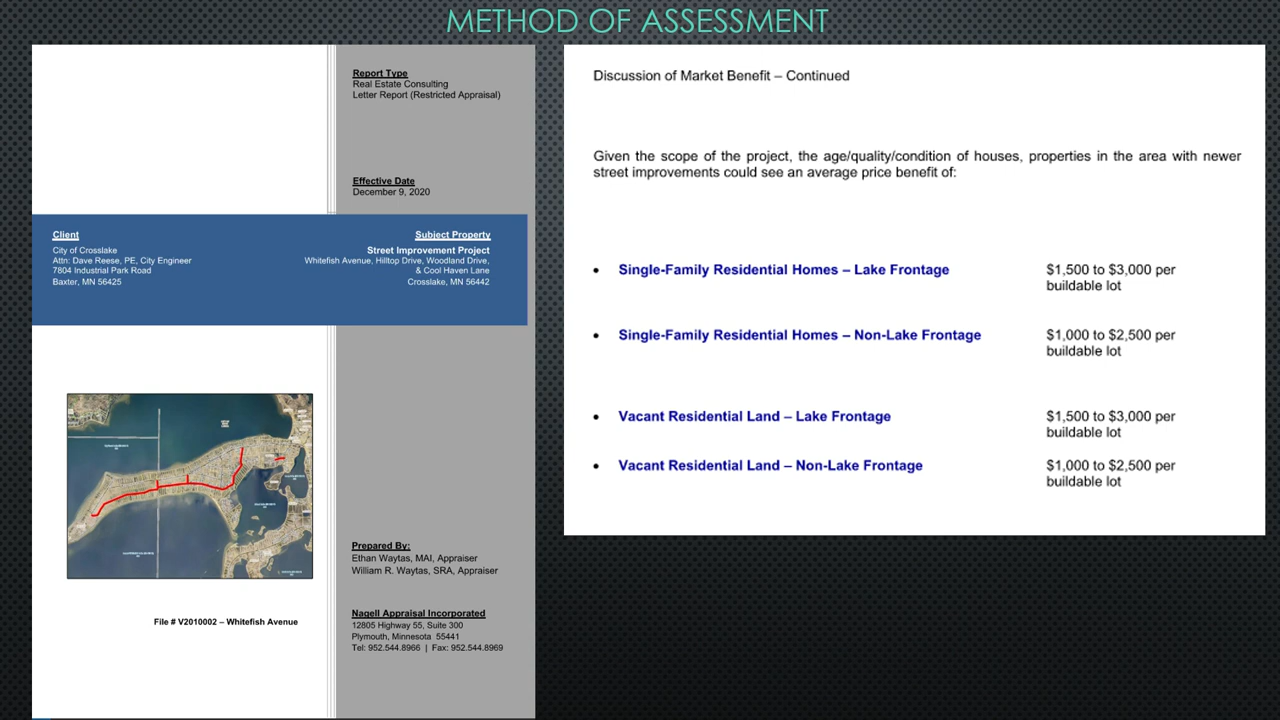 METHOD OF ASSESSMENT
Report Type
Real Estate Consulting
Letter Report (Restricted Appraisal)
Effective Date
December 9, 2020
Client
City of Crosslake
Attn: Dave Reese, PE, City Engineer
7804 Industrial Park Road
Baxter, MN 56425
Subject Property
Street Improvement Project
Whitefish Avenue, Hilltop Drive, Woodland Drive,
& Cool Haven Lane
Crosslake, MN 56442
File # V2010002 – Whitefish Avenue
Prepared By:
Ethan Waytas, MAI, Appraiser
William R. Waytas, SRA, Appraiser
Nagell Appraisal Incorporated
12805 Highway 55, Suite 300
Plymouth, Minnesota 55441
Tel: 952.544.8966 | Fax: 952.544.8969
Discussion of Market Benefit – Continued
Given the scope of the project, the age/quality/condition of houses, properties in the area with newer
street improvements could see an average price benefit of:
• Single-Family Residential Homes – Lake Frontage $1,500 to $3,000 per
buildable lot
• Single-Family Residential Homes – Non-Lake Frontage $1,000 to $2,500 per
buildable lot
• Vacant Residential Land – Lake Frontage $1,500 to $3,000 per
buildable lot
• Vacant Residential Land – Non-Lake Frontage $1,000 to $2,500 per
buildable lot